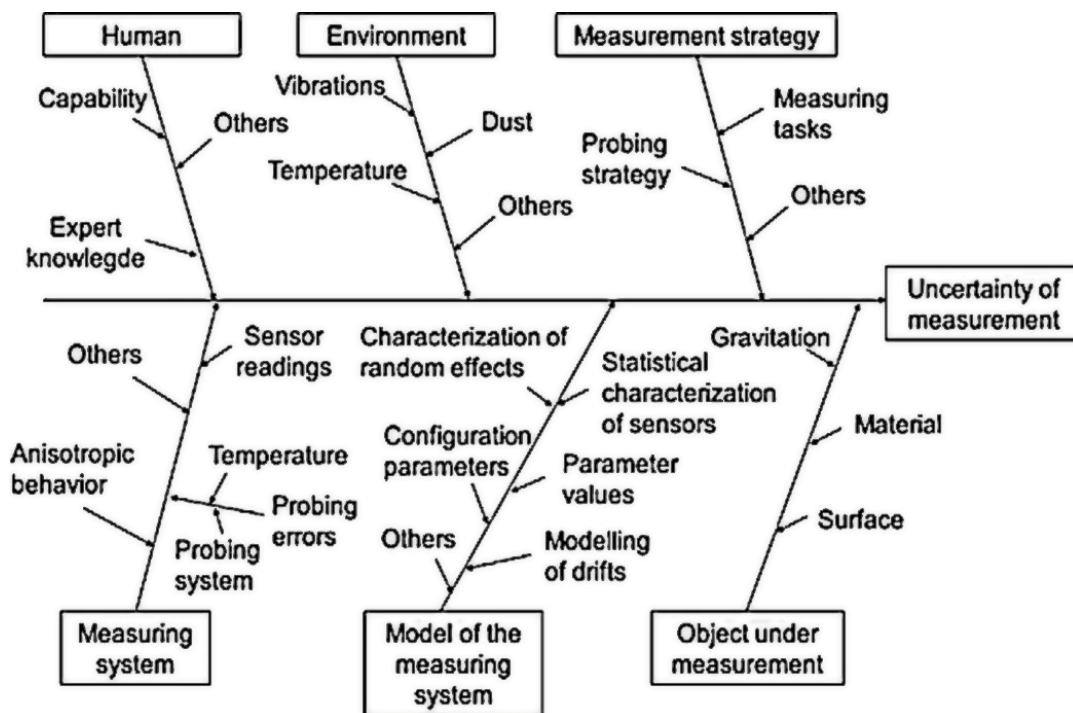 Human
Environment
Measurement strategy
Capability
Others
Expert
knowlegde
Vibrations
Dust
Temperature
Others
Measuring
tasks
Probing
strategy
Others
Uncertainty of
measurement
Others
Sensor
readings
Anisotropic
behavior
Temperature
Probing
errors
Probing
system
Characterization of
random effects
Statistical
characterization
of sensors
Configuration
parameters
Parameter
values
Others
Modelling
of drifts
Gravitation
Material
Surface
Measuring
system
Model of the
measuring
system
Object under
measurement